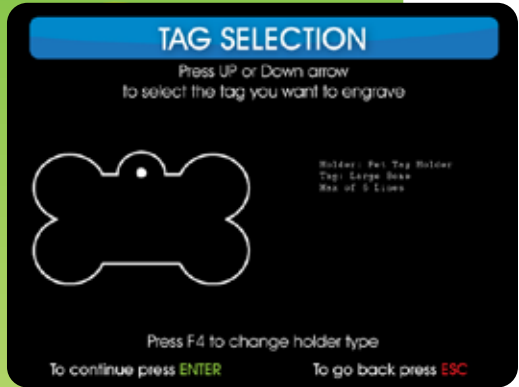 TAG SELECTION
Press UP or Down arrow
to select the tag you want to engrave
Holder: Pet Tag Holder
Tag: Large Bone
Max of 5 Lines
Press F4 to change holder type
To continue press ENTER
To go back press ESC